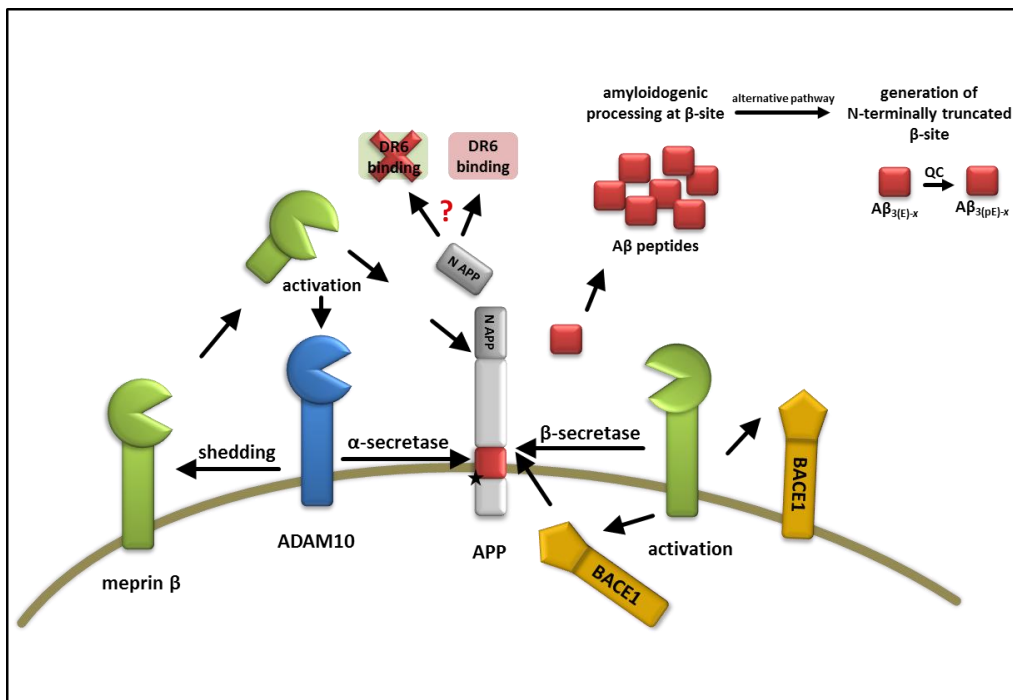 amyloidogenic
processing at β-site
alternative pathway
generation of
N-terminally truncated
β-site
DR6
binding
DR6
binding
?
QC
Aβ3(E)-x
Aβ3(pE)-x
Aβ peptides
N APP
activation
N APP
shedding
α-secretase
β-secretase
BACE1
ADAM10
APP
activation
meprin β
BACE1